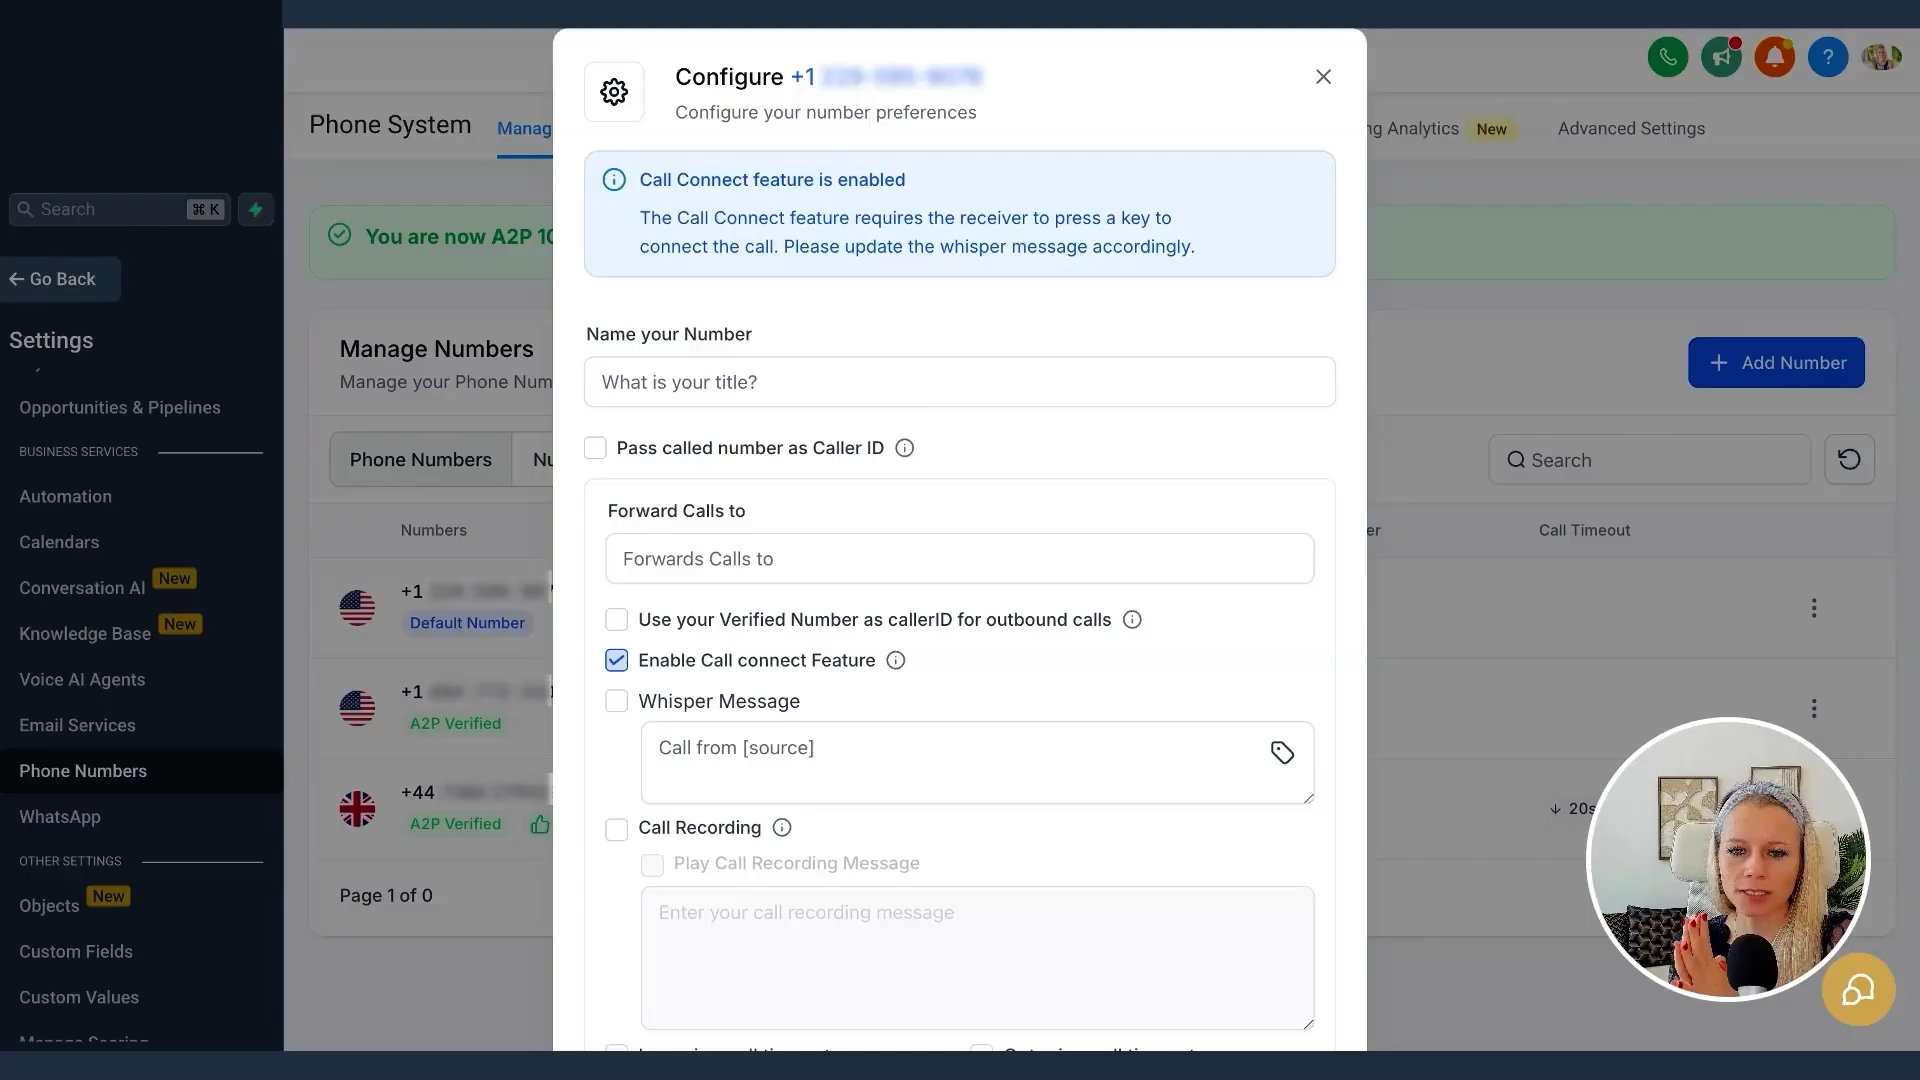 Search
⌘ K
Go Back
Settings
Opportunities & Pipelines
BUSINESS SERVICES
Automation
Calendars
Conversation AI New
Knowledge Base New
Voice AI Agents
Email Services
Phone Numbers
WhatsApp
OTHER SETTINGS
Objects New
Custom Fields
Custom Values
Phone System
Manag
ng Analytics New
Advanced Settings
You are now A2P 10
Manage Numbers
Manage your Phone Num
Add Number
Phone Numbers
Nu
Search
Numbers
er
Call Timeout
+1
Default Number
+1
A2P Verified
+44
A2P Verified
20s
Page 1 of 0
Configure +1
Configure your number preferences
Call Connect feature is enabled
The Call Connect feature requires the receiver to press a key to
connect the call. Please update the whisper message accordingly.
Name your Number
What is your title?
Pass called number as Caller ID
Forward Calls to
Forwards Calls to
Use your Verified Number as callerID for outbound calls
Enable Call connect Feature
Whisper Message
Call from [source]
Call Recording
Play Call Recording Message
Enter your call recording message